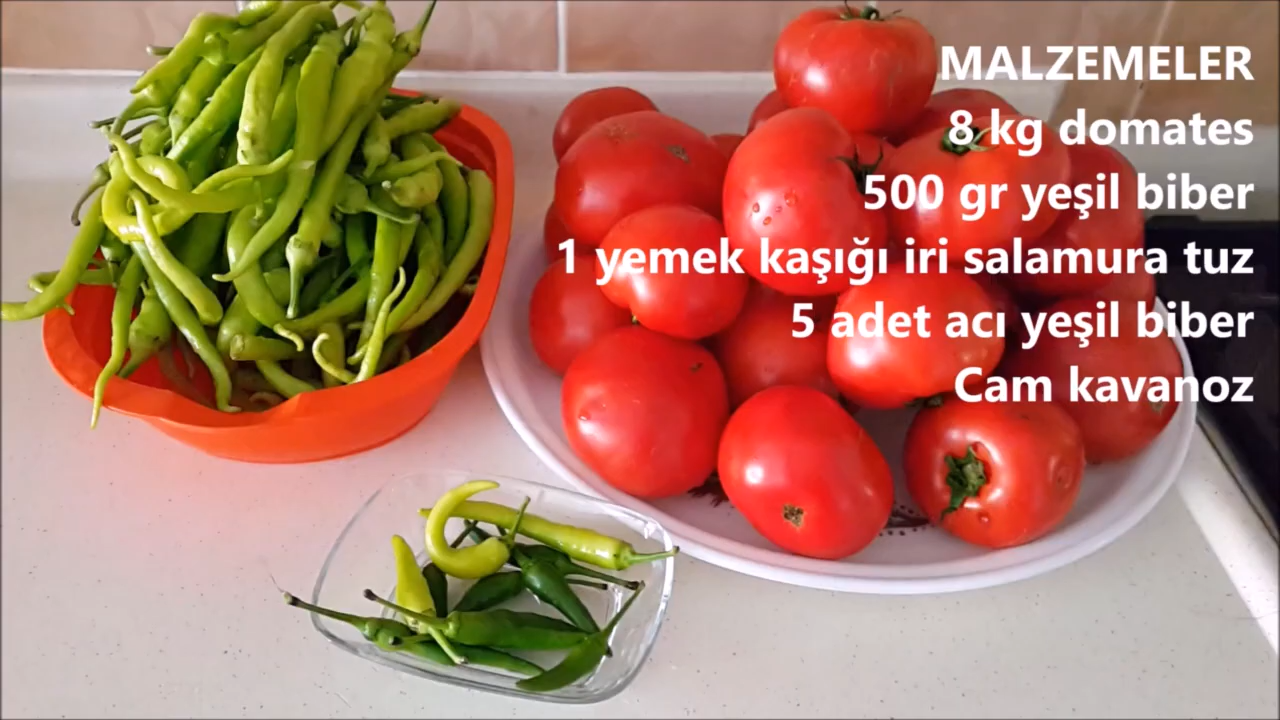 MALZEMELER
8 kg domates
500 gr yeşil biber
1 yemek kaşığı iri salamura tuz
5 adet acı yeşil biber
Cam kavanoz